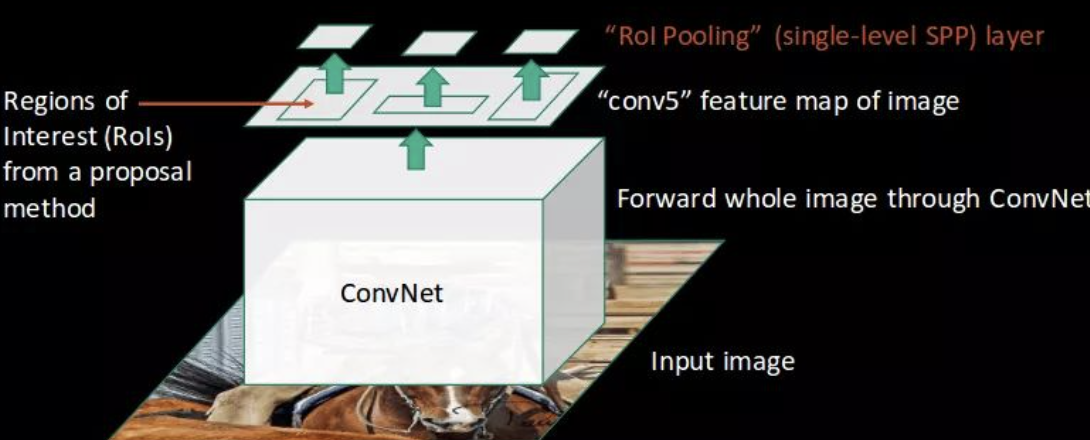 “RoI Pooling” (single-level SPP) layer
Regions of
Interest (RoIs)
from a proposal
method
“conv5” feature map of image
Forward whole image through ConvNet
ConvNet
Input image